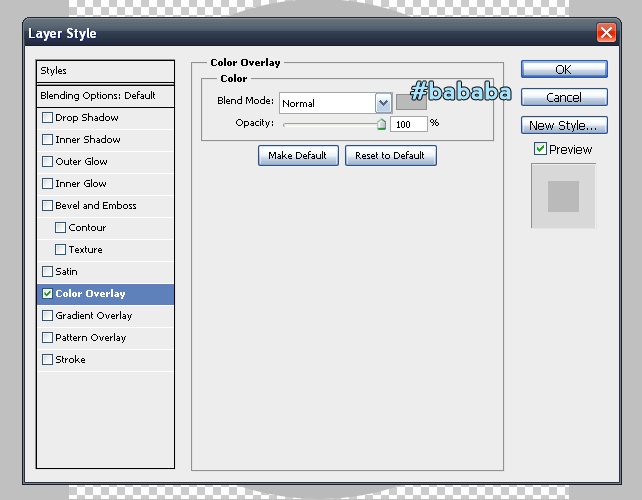 Layer Style
Styles
Blending Options: Default
Drop Shadow
Inner Shadow
Outer Glow
Inner Glow
Bevel and Emboss
Contour
Texture
Satin
Color Overlay
Gradient Overlay
Pattern Overlay
Stroke
Color Overlay
Color
Blend Mode: Normal #bababa
Opacity: 100 %
Make Default Reset to Default
OK
Cancel
New Style...
Preview